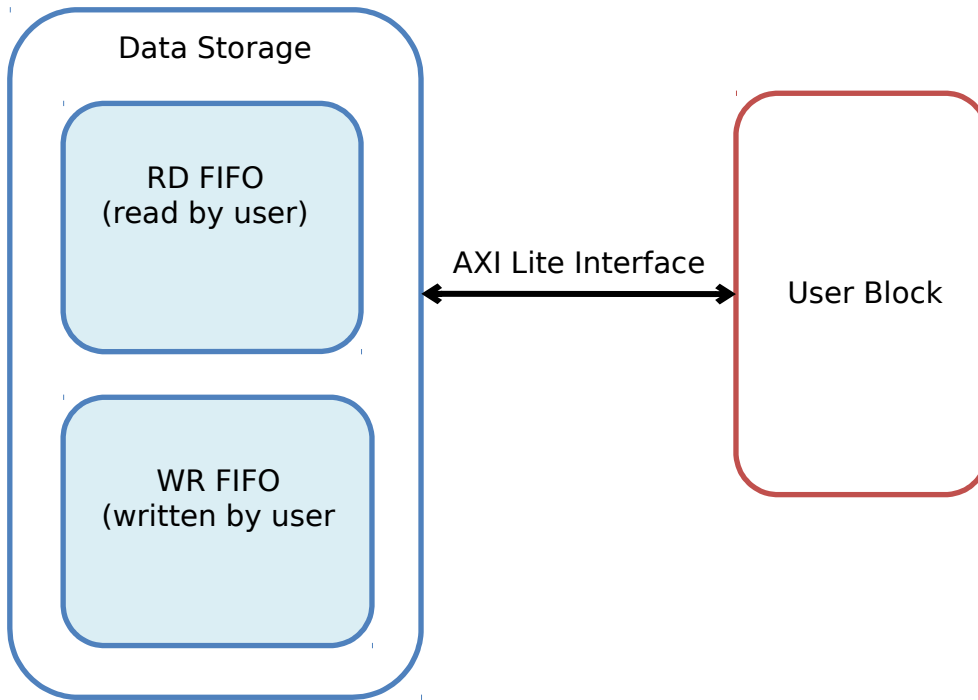 Data Storage
RD FIFO
(read by user)
AXI Lite Interface
User Block
WR FIFO
(written by user